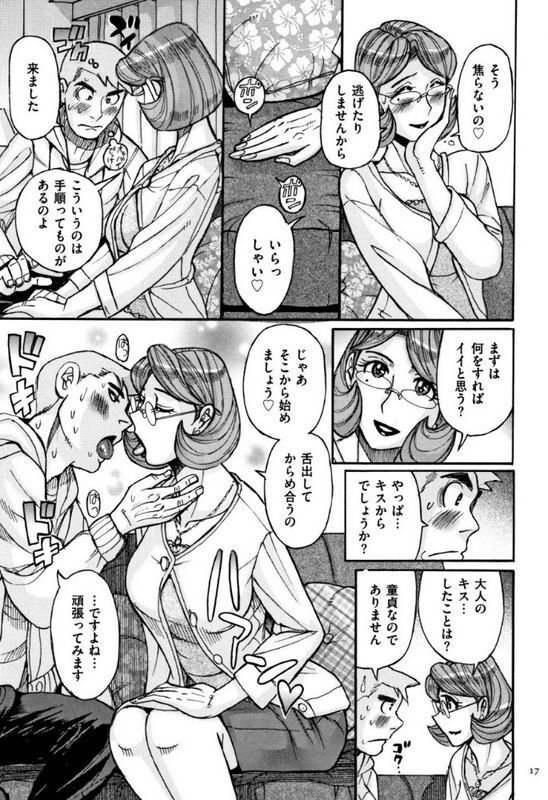 そう
焦らないの♡
逃げたり
しませんから
ポン
ポン
いらっ
しゃい♡
来ました
こういうのは
手順ってものが
あるのよ
まずは
何をすれば
イイと思う?
やっぱ…
キスから
でしょうか?
大人の
キス…
したことは?
童貞なので
ありません
ゴク…
じゃあ
そこから始め
ましょう♡
舌出して
からめ合うの
ドキ
ドキ
…ですよね…
頑張ってみます
17